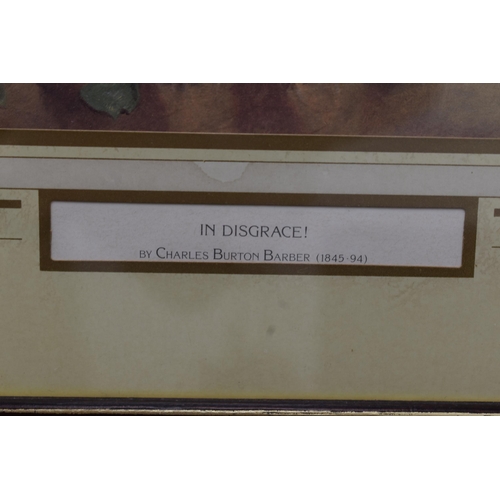 IN DISGRACE!
BY CHARLES BURTON BARBER (1845-94)